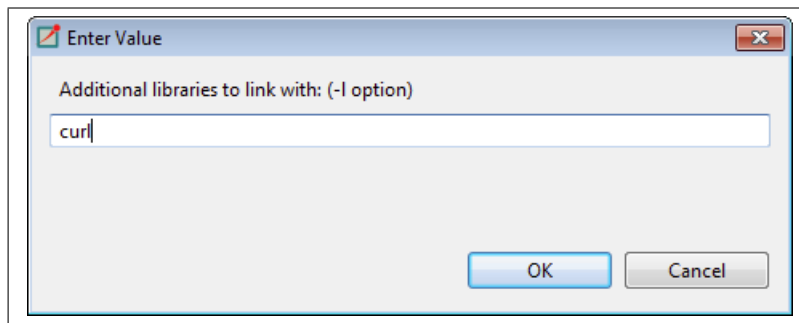 Enter Value
Additional libraries to link with: (-l option)
curl
OK
Cancel